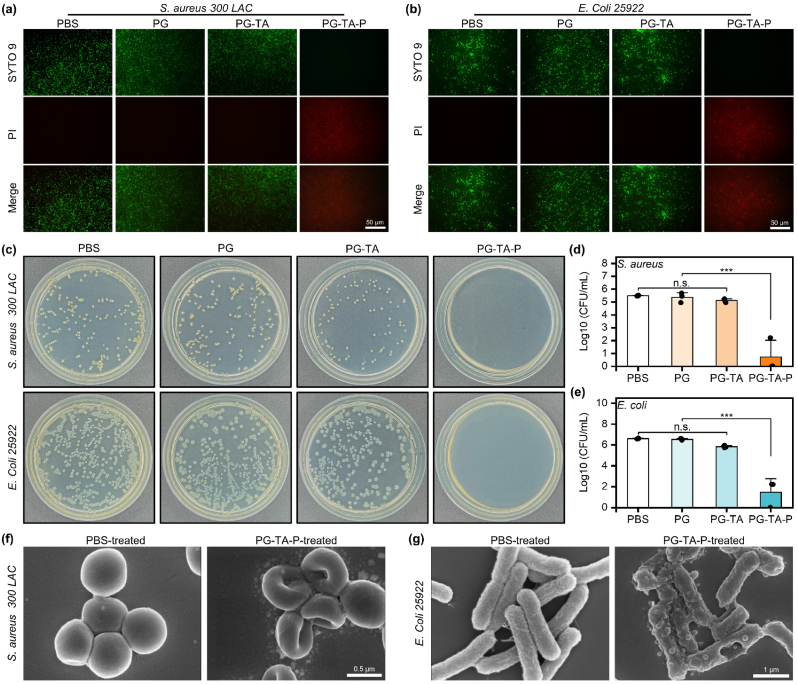 (a)
S. aureus 300 LAC
PBS
PG
PG-TA
PG-TA-P
SYTO 9
PI
Merge
50 μm
(b)
E. Coli 25922
PBS
PG
PG-TA
PG-TA-P
SYTO 9
PI
Merge
50 μm
(c)
PBS
PG
PG-TA
PG-TA-P
S. aureus 300 LAC
E. Coli 25922
(d)
S. aureus
***
n.s.
Log10 (CFU/mL)
10
6
5
4
3
2
1
0
PBS
PG
PG-TA
PG-TA-P
(e)
E. coli
***
n.s.
Log10 (CFU/mL)
10
8
6
4
2
0
PBS
PG
PG-TA
PG-TA-P
(f)
PBS-treated
PG-TA-P-treated
S. aureus 300 LAC
0.5 μm
(g)
PBS-treated
PG-TA-P-treated
E. Coli 25922
1 μm